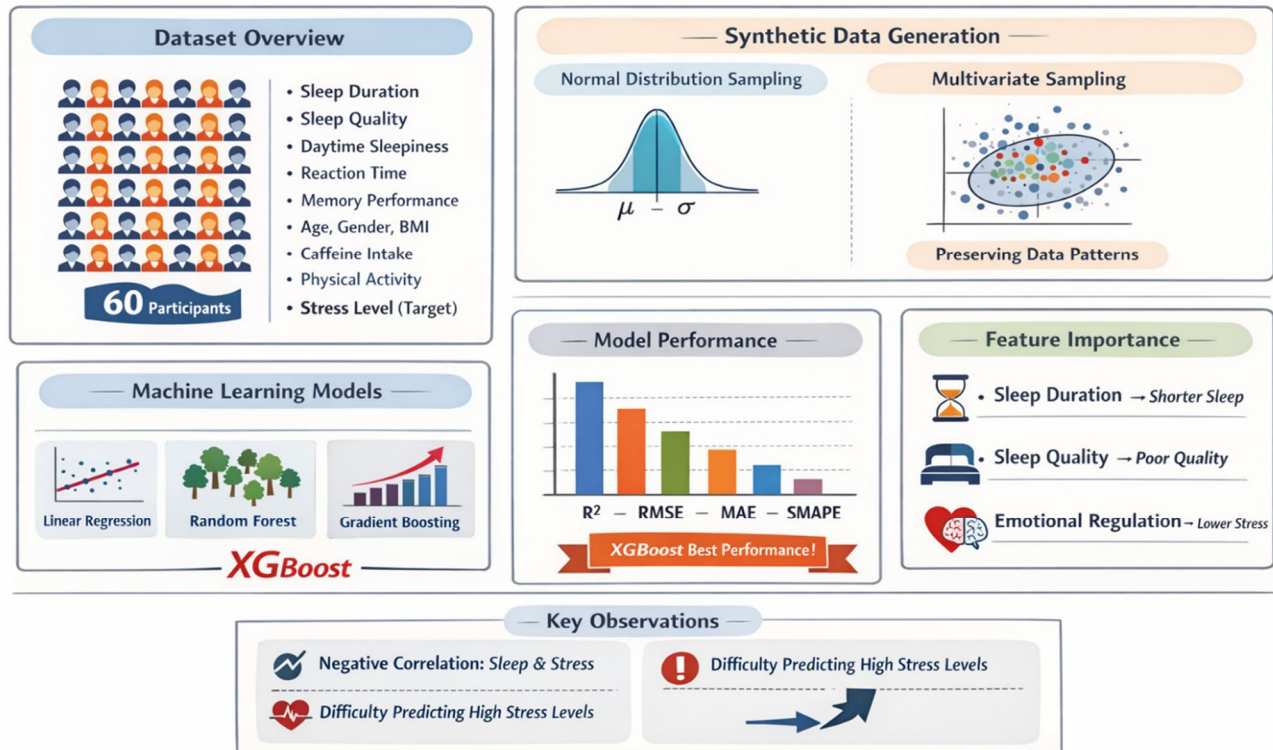 Dataset Overview
• Sleep Duration
• Sleep Quality
• Daytime Sleepiness
• Reaction Time
• Memory Performance
• Age, Gender, BMI
• Caffeine Intake
• Physical Activity
• Stress Level (Target)
60 Participants
— Synthetic Data Generation —
Normal Distribution Sampling
μ – σ
Multivariate Sampling
Preserving Data Patterns
— Machine Learning Models —
Linear Regression
Random Forest
Gradient Boosting
XGBoost
— Model Performance —
R² – RMSE – MAE – SMAPE
XGBoost Best Performance!
— Feature Importance —
• Sleep Duration → Shorter Sleep
• Sleep Quality → Poor Quality
Emotional Regulation → Lower Stress
— Key Observations —
Negative Correlation: Sleep & Stress
Difficulty Predicting High Stress Levels
! Difficulty Predicting High Stress Levels